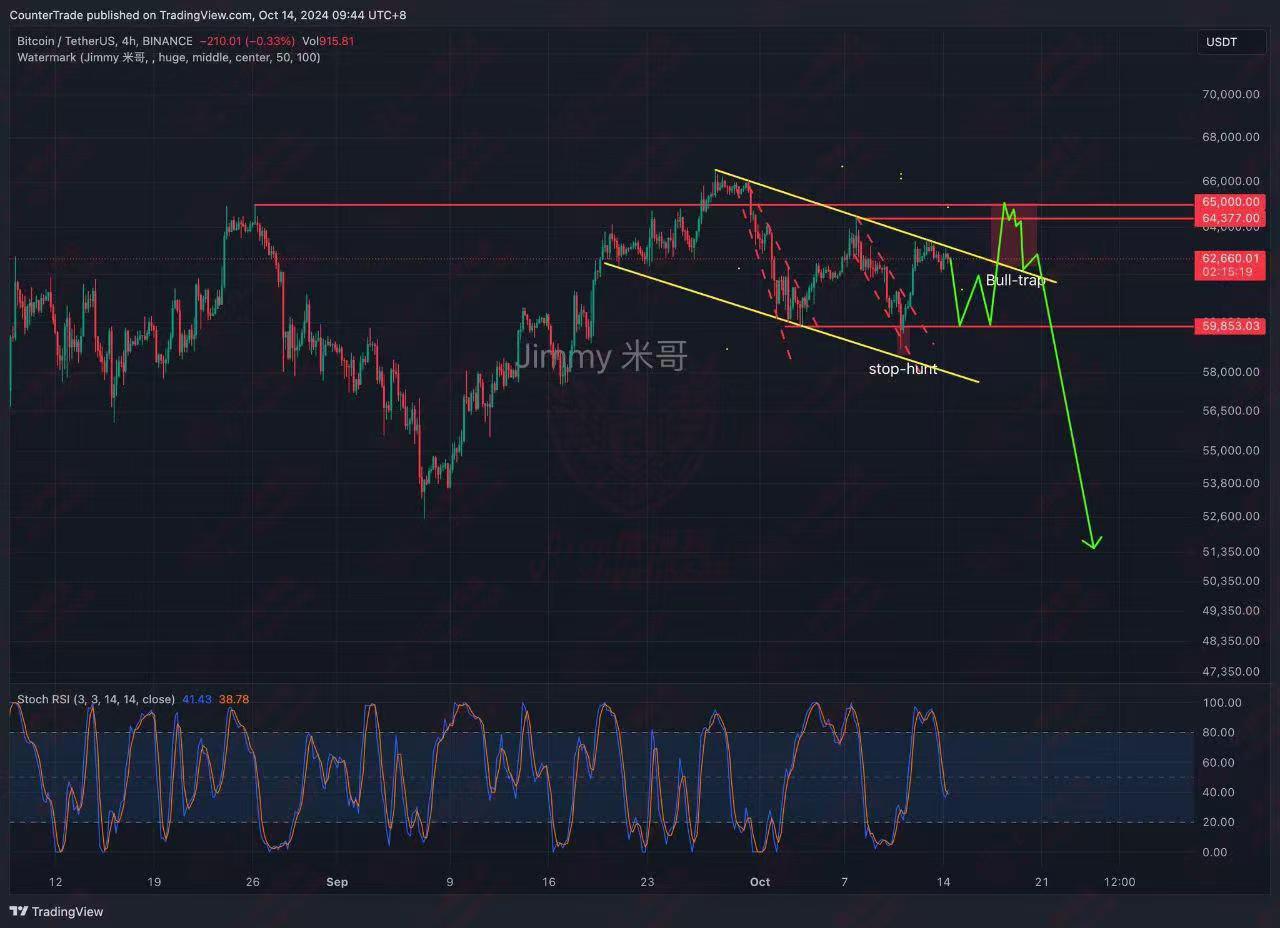 CounterTrade published on TradingView.com, Oct 14, 2024 09:44 UTC+8
Bitcoin / TetherUS, 4h, BINANCE −210.01 (−0.33%) Vol915.81
Watermark (Jimmy 米哥, , huge, middle, center, 50, 100)
USDT
70,000.00
68,000.00
66,000.00
65,000.00
64,377.00
64,000.00
62,660.01
02:15:19
Bull-trap
59,853.03
Jimmy 米哥
stop-hunt
58,000.00
56,500.00
55,000.00
53,800.00
52,600.00
51,350.00
50,350.00
49,350.00
48,350.00
47,350.00
Stoch RSI (3, 3, 14, 14, close) 41.43 38.78
100.00
80.00
60.00
40.00
20.00
0.00
12 19 26 Sep 9 16 23 Oct 7 14 21 12:00
TradingView